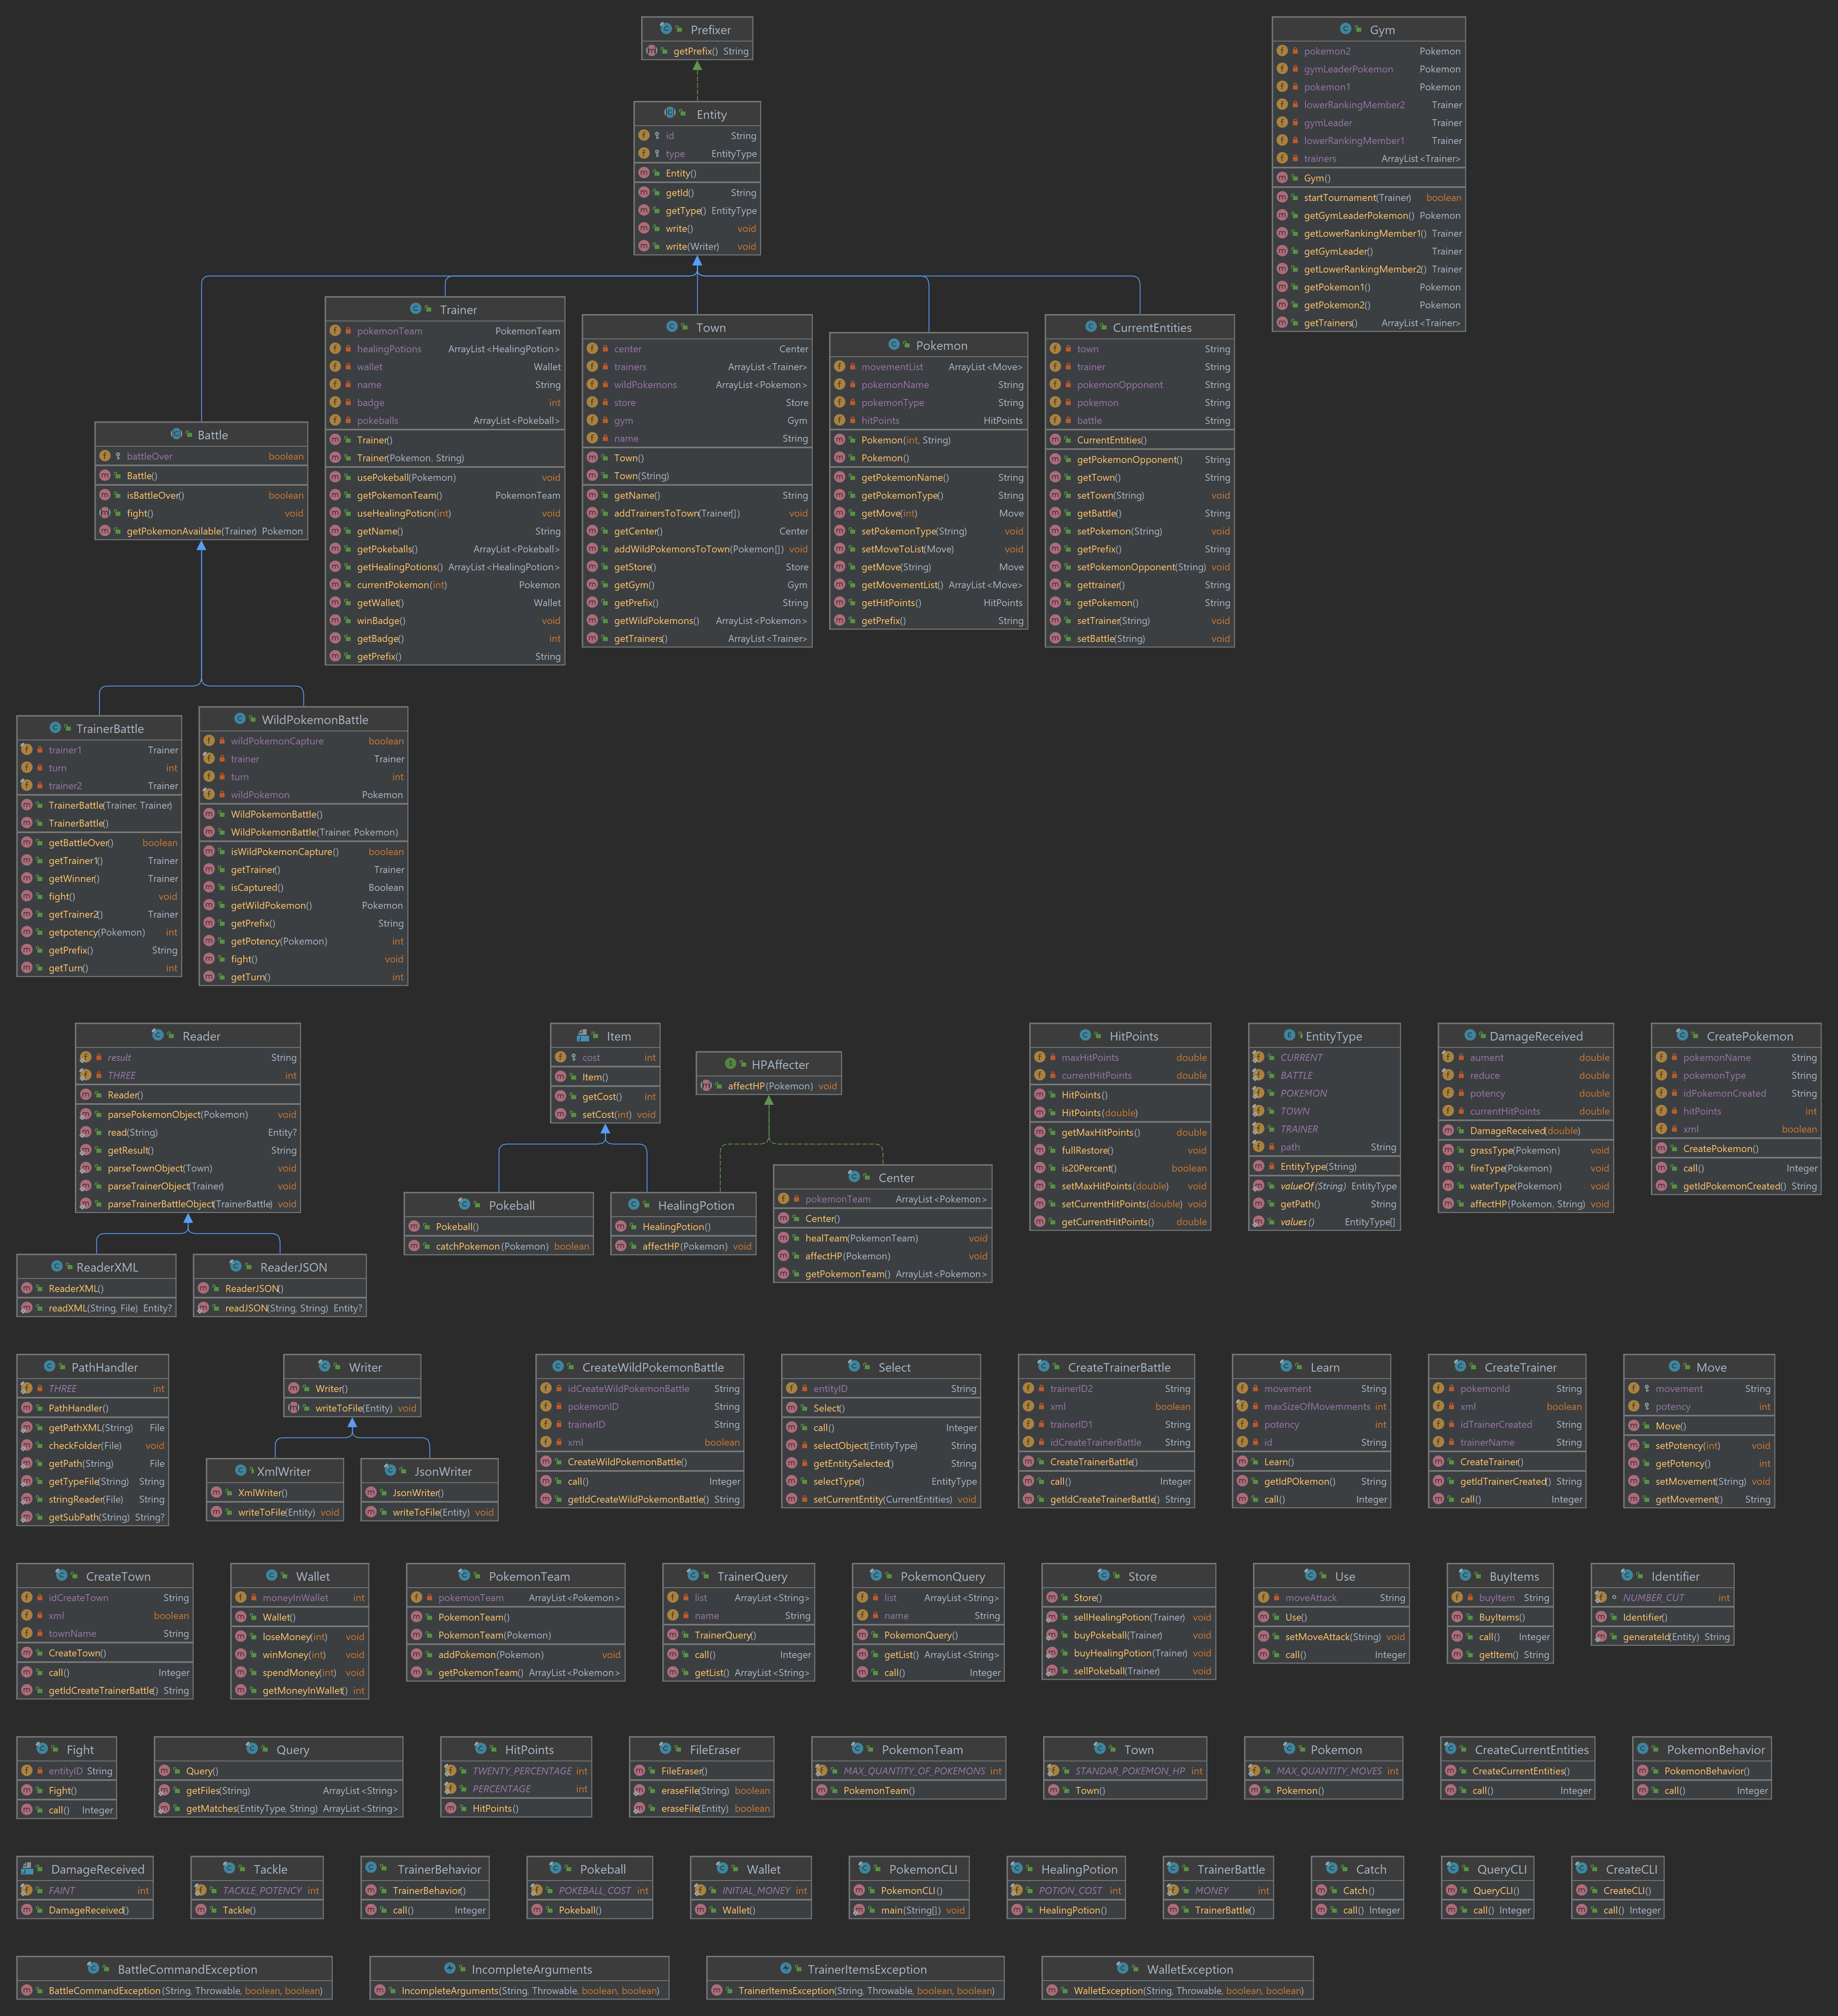 Prefixer
getPrefix() String
Entity
id String
type EntityType
Entity()
getId() String
getType() EntityType
write() void
write(Writer) void
Gym
pokemon2 Pokemon
gymLeaderPokemon Pokemon
pokemon1 Pokemon
lowerRankingMember2 Trainer
gymLeader Trainer
lowerRankingMember1 Trainer
trainers ArrayList<Trainer>
Gym()
startTournament(Trainer) boolean
getGymLeaderPokemon() Pokemon
getLowerRankingMember1() Trainer
getGymLeader() Trainer
getLowerRankingMember2() Trainer
getPokemon1() Pokemon
getPokemon2() Pokemon
getTrainers() ArrayList<Trainer>
Battle
battleOver boolean
Battle()
isBattleOver() boolean
fight() void
getPokemonAvailable(Trainer) Pokemon
Trainer
pokemonTeam PokemonTeam
healingPotions ArrayList<HealingPotion>
wallet Wallet
name String
badge int
pokeballs ArrayList<Pokeball>
Trainer()
Trainer(Pokemon, String)
usePokeball(Pokemon) void
getPokemonTeam() PokemonTeam
useHealingPotion(int) void
getName() String
getPokeballs() ArrayList<Pokeball>
getHealingPotions() ArrayList<HealingPotion>
currentPokemon(int) Pokemon
getWallet() Wallet
winBadge() void
getBadge() int
getPrefix() String
Town
center Center
trainers ArrayList<Trainer>
wildPokemons ArrayList<Pokemon>
store Store
gym Gym
name String
Town()
Town(String)
getName() String
addTrainersToTown(Trainer[]) void
getCenter() Center
addWildPokemonsToTown(Pokemon[]) void
getStore() Store
getGym() Gym
getPrefix() String
getWildPokemons() ArrayList<Pokemon>
getTrainers() ArrayList<Trainer>
Pokemon
movementList ArrayList<Move>
pokemonName String
pokemonType String
hitPoints HitPoints
Pokemon(int, String)
Pokemon()
getPokemonName() String
getPokemonType() String
getMove(int) Move
setPokemonType(String) void
setMoveToList(Move) void
getMove(String) Move
getMovementList() ArrayList<Move>
getHitPoints() HitPoints
getPrefix() String
CurrentEntities
town String
trainer String
pokemonOpponent String
pokemon String
battle String
CurrentEntities()
getPokemonOpponent() String
getTown() String
setTown(String) void
getBattle() String
setPokemon(String) void
getPrefix() String
setPokemonOpponent(String) void
gettrainer() String
getPokemon() String
setTrainer(String) void
setBattle(String) void
TrainerBattle
trainer1 Trainer
turn int
trainer2 Trainer
TrainerBattle(Trainer, Trainer)
TrainerBattle()
getBattleOver() boolean
getTrainer1() Trainer
getWinner() Trainer
fight() void
getTrainer2() Trainer
getpotency(Pokemon) int
getPrefix() String
getTurn() int
WildPokemonBattle
wildPokemonCapture boolean
trainer Trainer
turn int
wildPokemon Pokemon
WildPokemonBattle()
WildPokemonBattle(Trainer, Pokemon)
isWildPokemonCapture() boolean
getTrainer() Trainer
isCaptured() Boolean
getWildPokemon() Pokemon
getPrefix() String
getPotency(Pokemon) int
fight() void
getTurn() int
Reader
result String
THREE int
Reader()
parsePokemonObject(Pokemon) void
read(String) Entity?
getResult() String
parseTownObject(Town) void
parseTrainerObject(Trainer) void
parseTrainerBattleObject(TrainerBattle) void
ReaderXML
ReaderXML()
readXML(String, File) Entity?
ReaderJSON
ReaderJSON()
readJSON(String, String) Entity?
Item
cost int
Item()
getCost() int
setCost(int) void
HPAffecter
affectHP(Pokemon) void
Pokeball
Pokeball()
catchPokemon(Pokemon) boolean
HealingPotion
HealingPotion()
affectHP(Pokemon) void
Center
pokemonTeam ArrayList<Pokemon>
Center()
healTeam(PokemonTeam) void
affectHP(Pokemon) void
getPokemonTeam() ArrayList<Pokemon>
HitPoints
maxHitPoints double
currentHitPoints double
HitPoints()
HitPoints(double)
getMaxHitPoints() double
fullRestore() void
is20Percent() boolean
setMaxHitPoints(double) void
setCurrentHitPoints(double) void
getCurrentHitPoints() double
EntityType
CURRENT
BATTLE
POKEMON
TOWN
TRAINER
path String
EntityType(String)
valueOf(String) EntityType
getPath() String
values() EntityType[]
DamageReceived
aument double
reduce double
potency double
currentHitPoints double
DamageReceived(double)
grassType(Pokemon) void
fireType(Pokemon) void
waterType(Pokemon) void
affectHP(Pokemon, String) void
CreatePokemon
pokemonName String
pokemonType String
idPokemonCreated String
hitPoints int
xml boolean
CreatePokemon()
call() Integer
getIdPokemonCreated() String
PathHandler
THREE int
PathHandler()
getPathXML(String) File
checkFolder(File) void
getPath(String) File
getTypeFile(String) String
stringReader(File) String
getSubPath(String) String?
Writer
Writer()
writeToFile(Entity) void
XmlWriter
XmlWriter()
writeToFile(Entity) void
JsonWriter
JsonWriter()
writeToFile(Entity) void
CreateWildPokemonBattle
idCreateWildPokemonBattle String
pokemonID String
trainerID String
xml boolean
CreateWildPokemonBattle()
call() Integer
getIdCreateWildPokemonBattle() String
Select
entityID String
Select()
call() Integer
selectObject(EntityType) String
getEntitySelected() String
selectType() EntityType
setCurrentEntity(CurrentEntities) void
CreateTrainerBattle
trainerID2 String
xml boolean
trainerID1 String
idCreateTrainerBattle String
CreateTrainerBattle()
call() Integer
getIdCreateTrainerBattle() String
Learn
movement String
maxSizeOfMovemments int
potency int
id String
Learn()
getIdPOkemon() String
call() Integer
CreateTrainer
pokemonId String
xml boolean
idTrainerCreated String
trainerName String
CreateTrainer()
getIdTrainerCreated() String
call() Integer
Move
movement String
potency int
Move()
setPotency(int) void
getPotency() int
setMovement(String) void
getMovement() String
CreateTown
idCreateTown String
xml boolean
townName String
CreateTown()
call() Integer
getIdCreateTrainerBattle() String
Wallet
moneyInWallet int
Wallet()
loseMoney(int) void
winMoney(int) void
spendMoney(int) void
getMoneyInWallet() int
PokemonTeam
pokemonTeam ArrayList<Pokemon>
PokemonTeam()
PokemonTeam(Pokemon)
addPokemon(Pokemon) void
getPokemonTeam() ArrayList<Pokemon>
TrainerQuery
list ArrayList<String>
name String
TrainerQuery()
call() Integer
getList() ArrayList<String>
PokemonQuery
list ArrayList<String>
name String
PokemonQuery()
getList() ArrayList<String>
call() Integer
Store
Store()
sellHealingPotion(Trainer) void
buyPokeball(Trainer) void
buyHealingPotion(Trainer) void
sellPokeball(Trainer) void
Use
moveAttack String
Use()
setMoveAttack(String) void
call() Integer
BuyItems
buyItem String
BuyItems()
call() Integer
getItem() String
Identifier
NUMBER_CUT int
Identifier()
generateId(Entity) String
Fight
entityID String
Fight()
call() Integer
Query
Query()
getFiles(String) ArrayList<String>
getMatches(EntityType, String) ArrayList<String>
HitPoints
TWENTY_PERCENTAGE int
PERCENTAGE int
HitPoints()
FileEraser
FileEraser()
eraseFile(String) boolean
eraseFile(Entity) boolean
PokemonTeam
MAX_QUANTITY_OF_POKEMONS int
PokemonTeam()
Town
STANDAR_POKEMON_HP int
Town()
Pokemon
MAX_QUANTITY_MOVES int
Pokemon()
CreateCurrentEntities
CreateCurrentEntities()
call() Integer
PokemonBehavior
PokemonBehavior()
call() Integer
DamageReceived
FAINT int
DamageReceived()
Tackle
TACKLE_POTENCY int
Tackle()
TrainerBehavior
TrainerBehavior()
call() Integer
Pokeball
POKEBALL_COST int
Pokeball()
Wallet
INITIAL_MONEY int
Wallet()
PokemonCLI
PokemonCLI()
main(String[]) void
HealingPotion
POTION_COST int
HealingPotion()
TrainerBattle
MONEY int
TrainerBattle()
Catch
Catch()
call() Integer
QueryCLI
QueryCLI()
call() Integer
CreateCLI
CreateCLI()
call() Integer
BattleCommandException
BattleCommandException(String, Throwable, boolean, boolean)
IncompleteArguments
IncompleteArguments(String, Throwable, boolean, boolean)
TrainerItemsException
TrainerItemsException(String, Throwable, boolean, boolean)
WalletException
WalletException(String, Throwable, boolean, boolean)